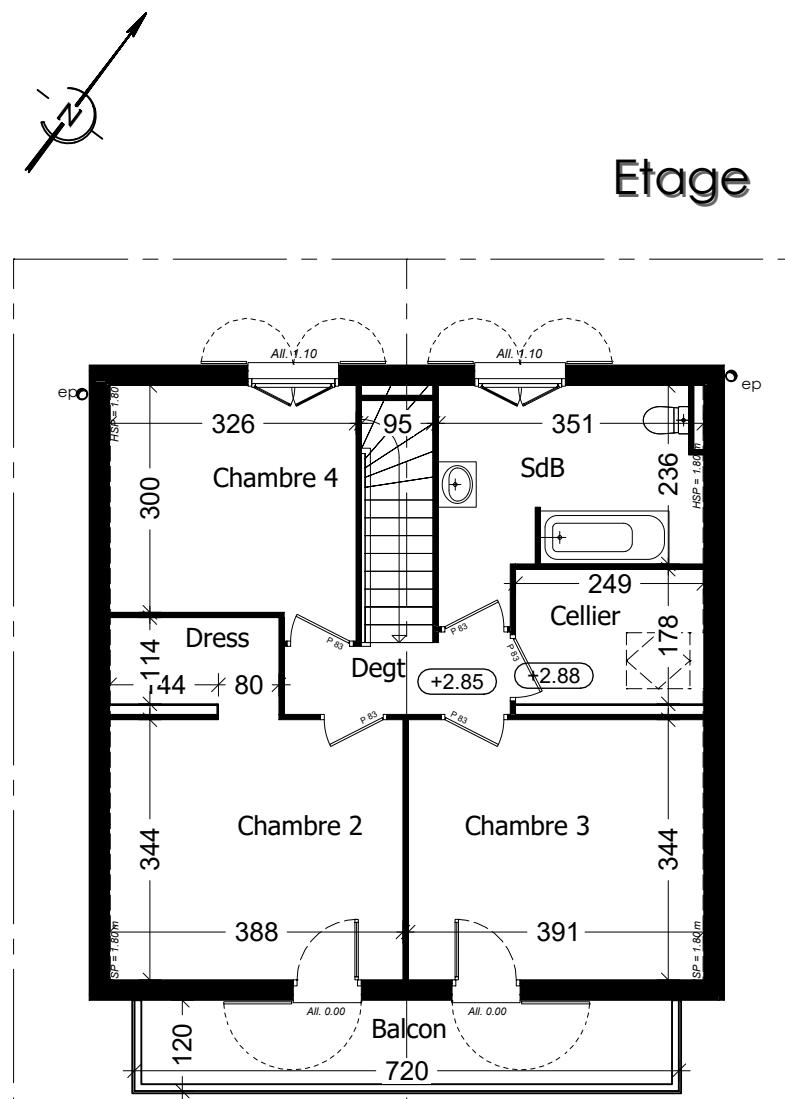 N
Etage
All. 1.10
All. 1.10
ep
ep
HSP = 1.80
326
95
351
Chambre 4
SdB
300
236
HSP = 1.80 m
249
Cellier
178
Dress
P 83
P 83
P 83
114
44
80
Degt
+2.85
+2.88
P 83
P 83
Chambre 2
Chambre 3
344
344
388
391
SP = 1.80 m
SP = 1.80 m
All. 0.00
All. 0.00
Balcon
120
720